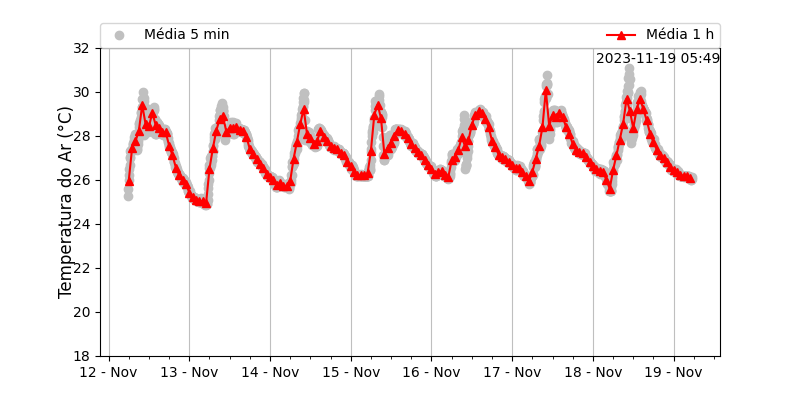 Média 5 min
Média 1 h
2023-11-19 05:49
Temperatura do Ar (°C)
32
30
28
26
24
22
20
18
12 - Nov
13 - Nov
14 - Nov
15 - Nov
16 - Nov
17 - Nov
18 - Nov
19 - Nov